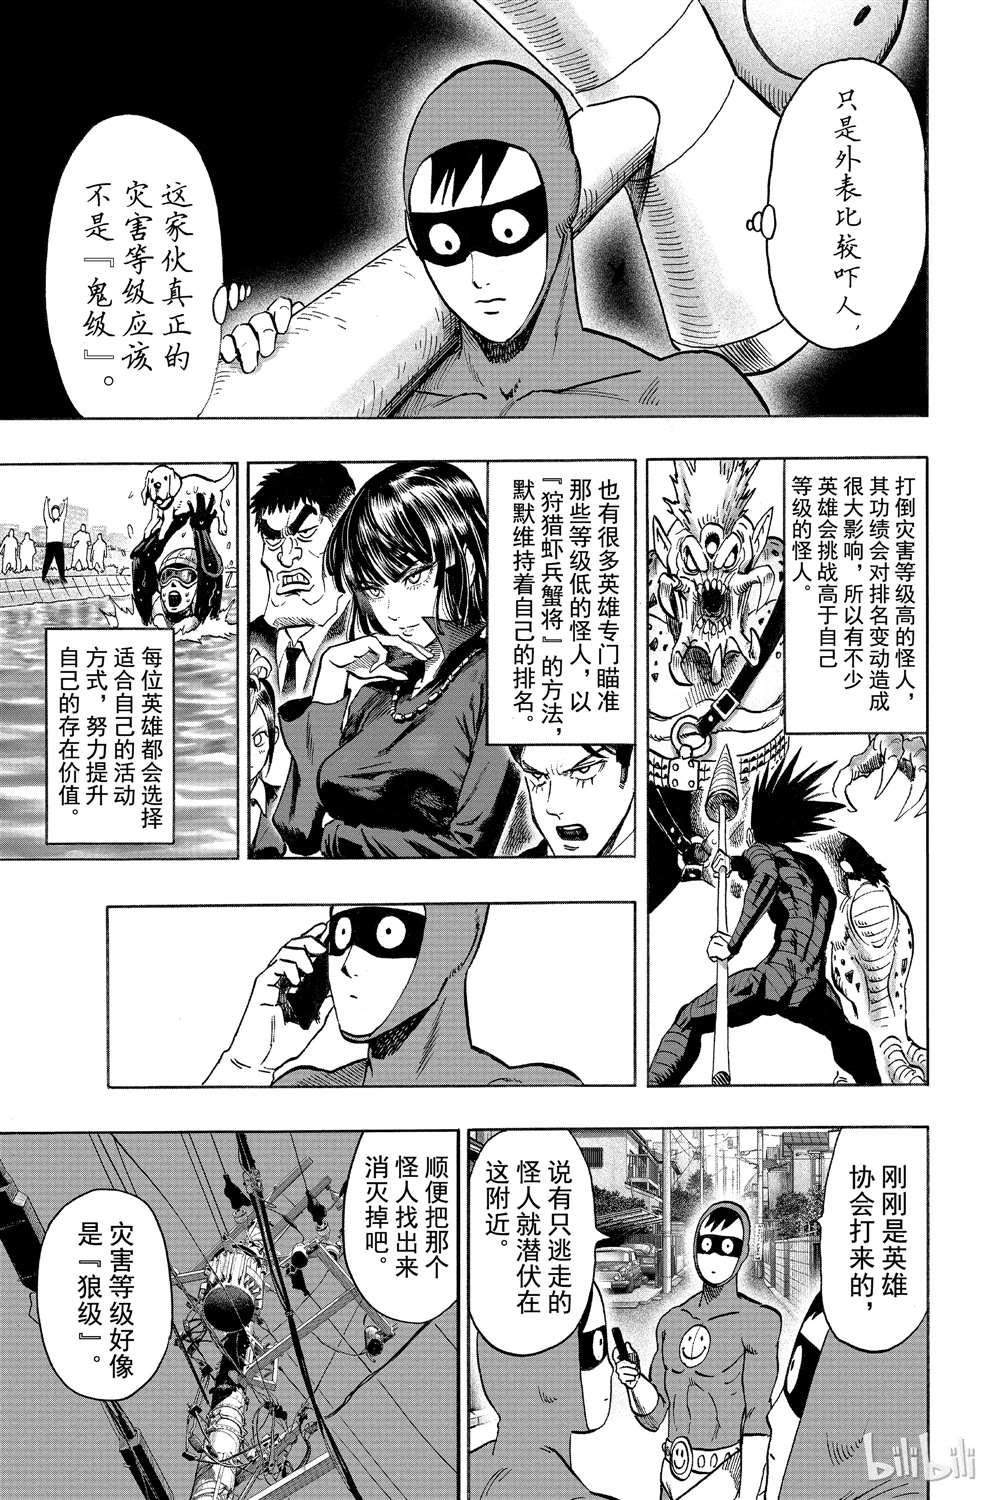 只是外表比较吓人，
这家伙真正的
灾害等级应该
不是『鬼级』。
打倒灾害等级高的怪人，
其功绩会对排名变动造成
很大影响，所以有不少
英雄会挑战高于自己
等级的怪人。
也有很多英雄专门瞄准
那些等级低的怪人，以
『狩猎虾兵蟹将』的方法，
默默维持着自己的排名。
每位英雄都会选择
适合自己的活动
方式，努力提升
自己的存在价值。
刚刚是英雄
协会打来的，
说有只逃走的
怪人就潜伏在
这附近。
顺便把那个
怪人找出来
消灭掉吧。
灾害等级好像
是『狼级』。
bilibili